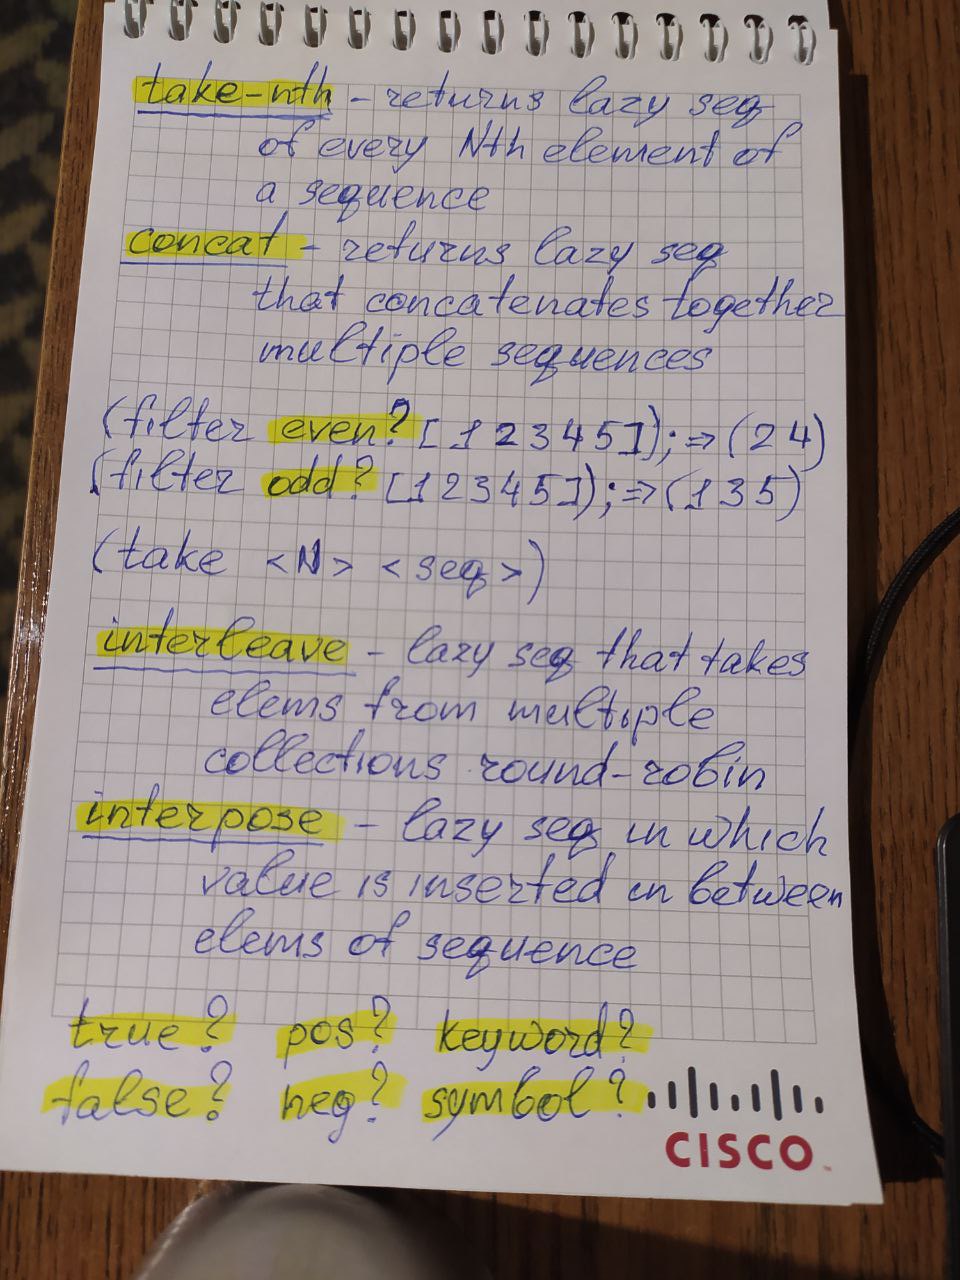 take-nth - returns lazy seq
of every Nth element of
a sequence
concat - returns lazy seq
that concatenates together
multiple sequences
(filter even? [1 2 3 4 5]);=> (2 4)
(filter odd? [1 2 3 4 5]);=> (1 3 5)
(take <N> <seq>)
interleave - lazy seq that takes
elems from multiple
collections round-robin
interpose - lazy seq in which
value is inserted in between
elems of sequence
true? pos? keyword?
false? neg? symbol?
CISCO